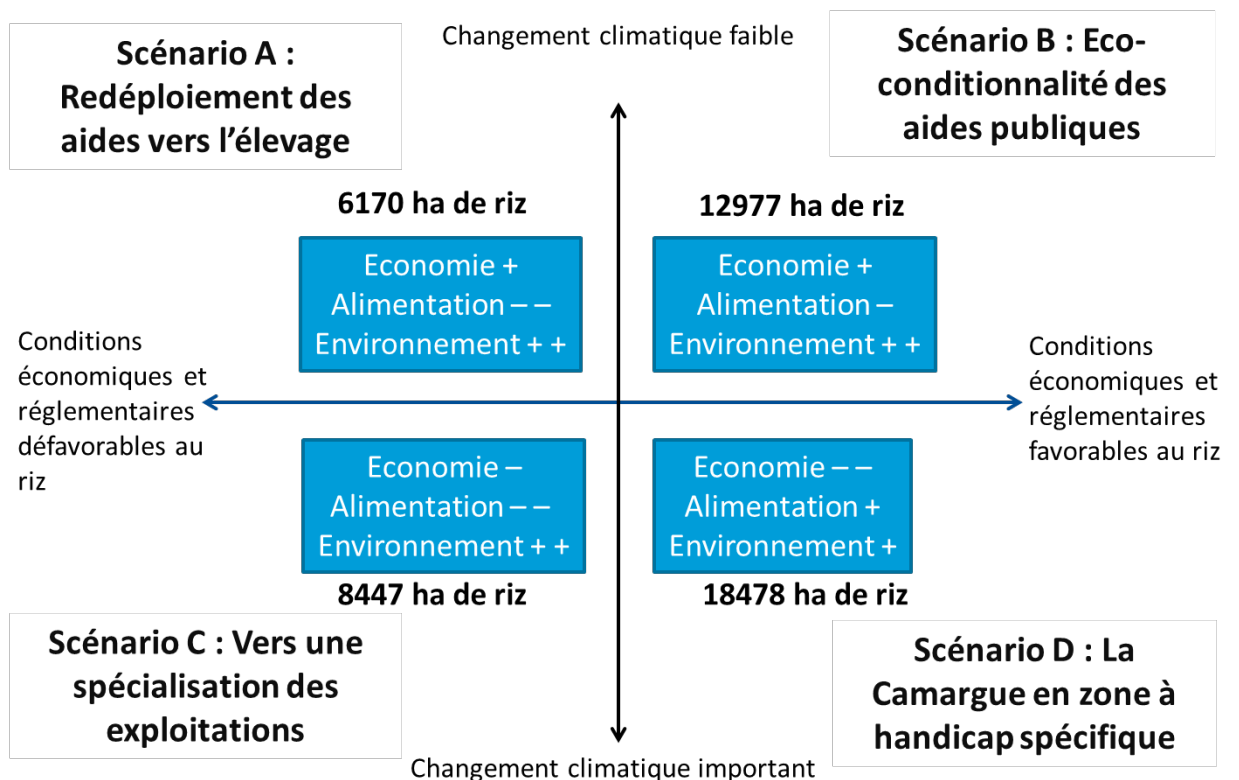 Scénario A :
Redéploiement des
aides vers l’élevage
Changement climatique faible
Scénario B : Eco-
conditionnalité des
aides publiques
6170 ha de riz
12977 ha de riz
Economie +
Alimentation – –
Environnement + +
Economie +
Alimentation –
Environnement + +
Conditions
économiques et
réglementaires
défavorables au
riz
Conditions
économiques et
réglementaires
favorables au riz
Economie –
Alimentation – –
Environnement + +
Economie – –
Alimentation +
Environnement +
8447 ha de riz
18478 ha de riz
Scénario C : Vers une
spécialisation des
exploitations
Scénario D : La
Camargue en zone à
handicap spécifique
Changement climatique important